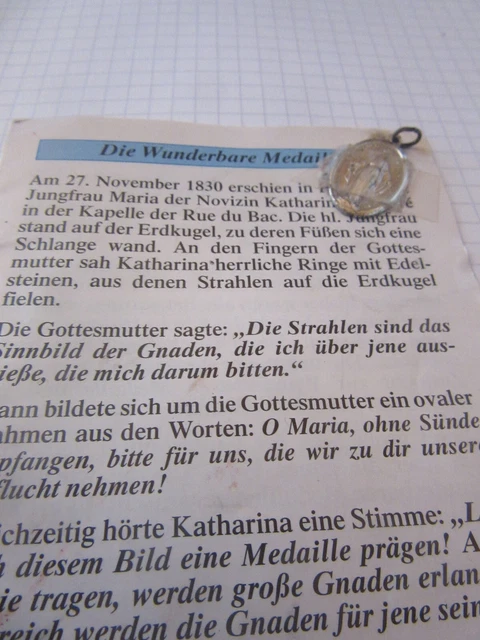 Die Wunderbare Medail
Am 27. November 1830 erschien in
Jungfrau Maria der Novizin Katharin
in der Kapelle der Rue du Bac. Die hl. Jungfrau
stand auf der Erdkugel, zu deren Füßen sich eine
Schlange wand. An den Fingern der Gottes-
mutter sah Katharina herrliche Ringe mit Edel-
steinen, aus denen Strahlen auf die Erdkugel
fielen.
Die Gottesmutter sagte: „Die Strahlen sind das
Sinnbild der Gnaden, die ich über jene aus-
ieße, die mich darum bitten.“
ann bildete sich um die Gottesmutter ein ovaler
ahmen aus den Worten: O Maria, ohne Sünde
pfangen, bitte für uns, die wir zu dir unsere
flucht nehmen!
ichzeitig hörte Katharina eine Stimme: „L
h diesem Bild eine Medaille prägen! A
ie tragen, werden große Gnaden erlan
reich werden die Gnaden für jene sein